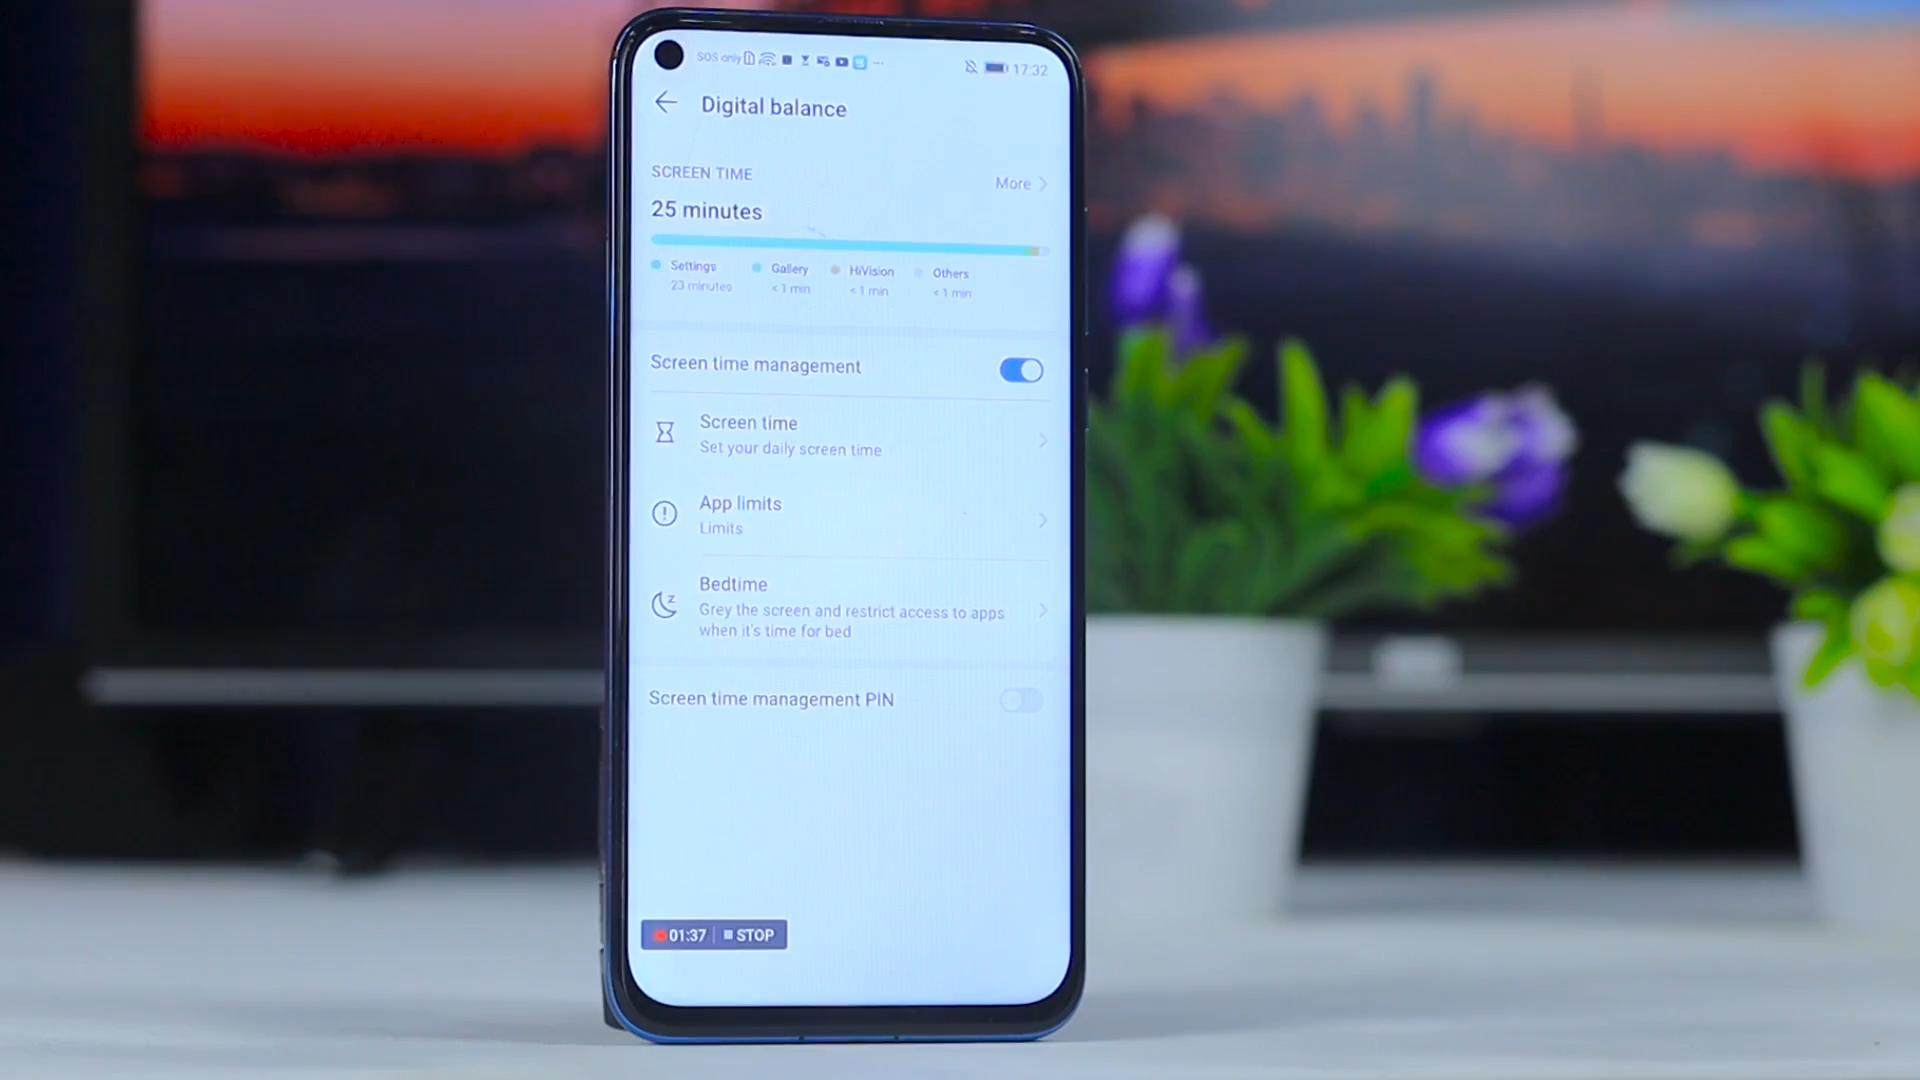 SOS only 17:32
Digital balance
SCREEN TIME
More
25 minutes
Settings Gallery HiVision Others
23 minutes < 1 min < 1 min < 1 min
Screen time management
Screen time
Set your daily screen time
App limits
Limits
Bedtime
Grey the screen and restrict access to apps
when it's time for bed
Screen time management PIN
01:37 STOP